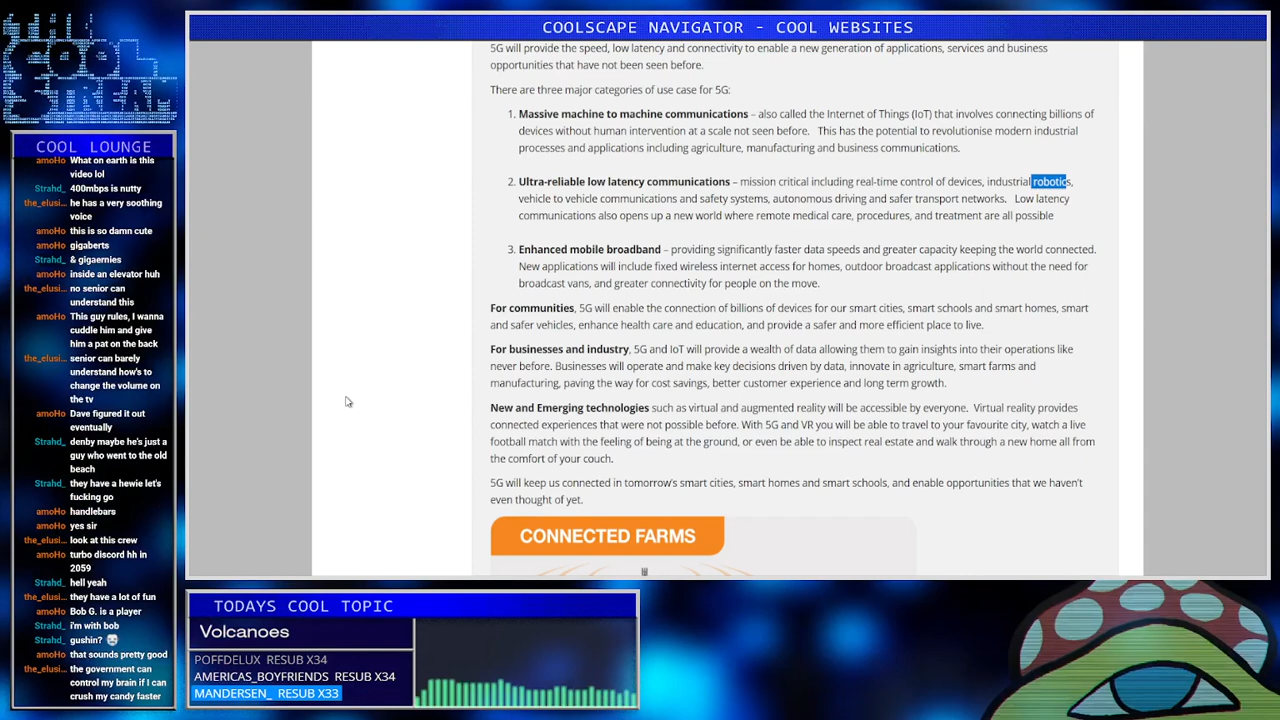 COOLSCAPE NAVIGATOR - COOL WEBSITES
COOL LOUNGE
amoHo What on earth is this
video lol
Strahd_ 400mbps is nutty
the_elusi... he has a very soothing
voice
amoHo this is so damn cute
amoHo gigaberts
Strahd_ & gigaernies
amoHo inside an elevator huh
the_elusi... no senior can
understand this
amoHo This guy rules, I wanna
cuddle him and give
him a pat on the back
the_elusi... senior can barely
understand how's to
change the volume on
the tv
amoHo Dave figured it out
eventually
Strahd_ denby maybe he's just a
guy who went to the old
beach
Strahd_ they have a hewie let's
fucking go
amoHo handlebars
amoHo yes sir
the_elusi... look at this crew
amoHo turbo discord hh in
2059
Strahd_ hell yeah
the_elusi... they have a lot of fun
amoHo Bob G. is a player
Strahd_ i'm with bob
Strahd_ gushin?
amoHo that sounds pretty good
the_elusi... the government can
control my brain if I can
crush my candy faster
5G will provide the speed, low latency and connectivity to enable a new generation of applications, services and business
opportunities that have not been seen before.
There are three major categories of use case for 5G:
1. Massive machine to machine communications – also called the Internet of Things (IoT) that involves connecting billions of
devices without human intervention at a scale not seen before. This has the potential to revolutionise modern industrial
processes and applications including agriculture, manufacturing and business communications.
2. Ultra-reliable low latency communications – mission critical including real-time control of devices, industrial robotics,
vehicle to vehicle communications and safety systems, autonomous driving and safer transport networks. Low latency
communications also opens up a new world where remote medical care, procedures, and treatment are all possible
3. Enhanced mobile broadband – providing significantly faster data speeds and greater capacity keeping the world connected.
New applications will include fixed wireless internet access for homes, outdoor broadcast applications without the need for
broadcast vans, and greater connectivity for people on the move.
For communities, 5G will enable the connection of billions of devices for our smart cities, smart schools and smart homes, smart
and safer vehicles, enhance health care and education, and provide a safer and more efficient place to live.
For businesses and industry, 5G and IoT will provide a wealth of data allowing them to gain insights into their operations like
never before. Businesses will operate and make key decisions driven by data, innovate in agriculture, smart farms and
manufacturing, paving the way for cost savings, better customer experience and long term growth.
New and Emerging technologies such as virtual and augmented reality will be accessible by everyone. Virtual reality provides
connected experiences that were not possible before. With 5G and VR you will be able to travel to your favourite city, watch a live
football match with the feeling of being at the ground, or even be able to inspect real estate and walk through a new home all from
the comfort of your couch.
5G will keep us connected in tomorrow's smart cities, smart homes and smart schools, and enable opportunities that we haven't
even thought of yet.
CONNECTED FARMS
TODAYS COOL TOPIC
Volcanoes
POFFDELUX RESUB X34
AMERICAS_BOYFRIENDS RESUB X34
MANDERSEN_ RESUB X33